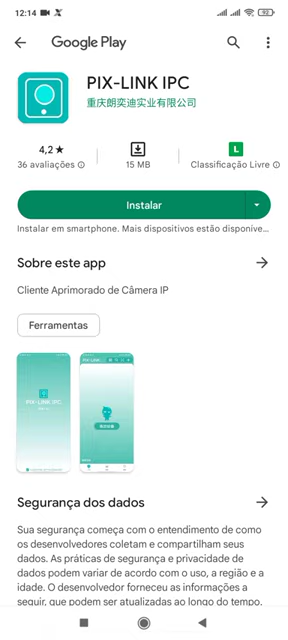 12:14
92
Google Play
PIX-LINK IPC
重庆朗奕迪实业有限公司
4,2★
36 avaliações
15 MB
L
Classificação Livre
Instalar
Instalar em smartphone. Mais dispositivos estão disponíve...
Sobre este app
Cliente Aprimorado de Câmera IP
Ferramentas
PIX-LINK IPC
Segurança dos dados
Sua segurança começa com o entendimento de como
os desenvolvedores coletam e compartilham seus
dados. As práticas de segurança e privacidade de
dados podem variar de acordo com o uso, a região e a
idade. O desenvolvedor forneceu as informações a
seguir, que podem ser atualizadas ao longo do tempo.